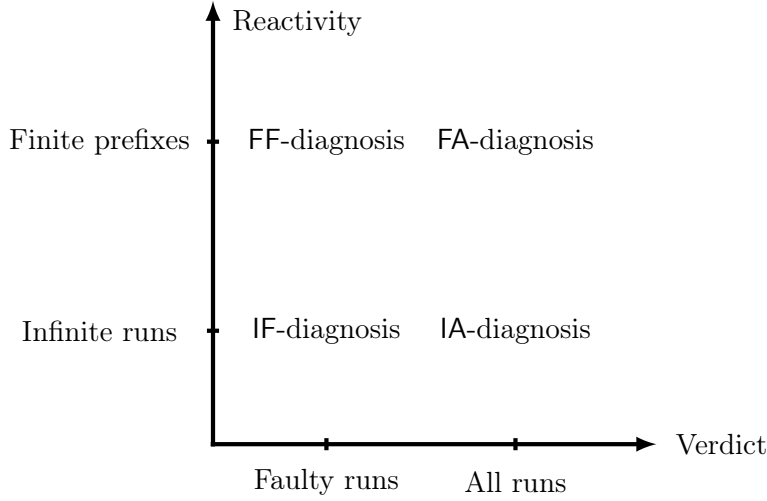 Reactivity
Finite prefixes FF-diagnosis FA-diagnosis
Infinite runs IF-diagnosis IA-diagnosis
Verdict
Faulty runs All runs